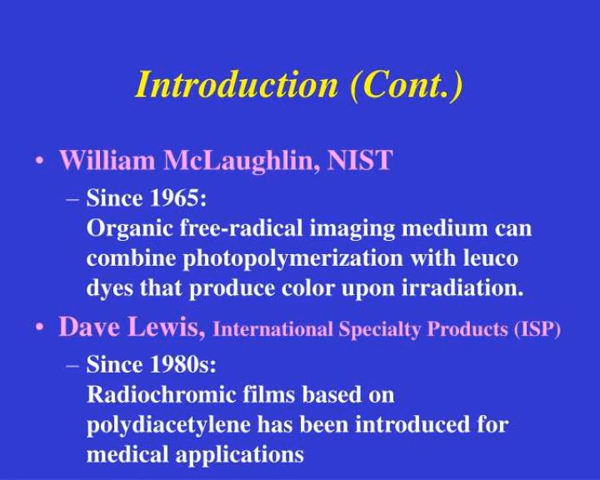 Introduction (Cont.)
• William McLaughlin, NIST
– Since 1965:
Organic free-radical imaging medium can
combine photopolymerization with leuco
dyes that produce color upon irradiation.
• Dave Lewis, International Specialty Products (ISP)
– Since 1980s:
Radiochromic films based on
polydiacetylene has been introduced for
medical applications